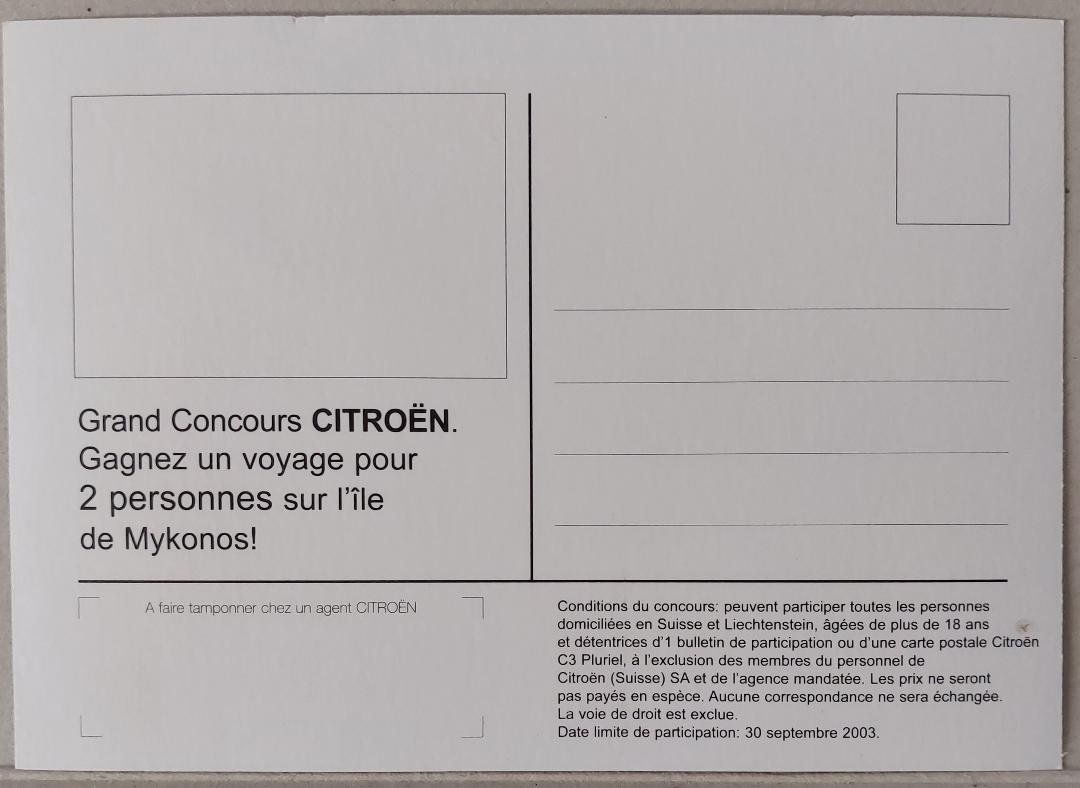 Grand Concours CITROËN.
Gagnez un voyage pour
2 personnes sur l'île
de Mykonos!
A faire tamponner chez un agent CITROËN
Conditions du concours: peuvent participer toutes les personnes
domiciliées en Suisse et Liechtenstein, âgées de plus de 18 ans
et détentrices d'1 bulletin de participation ou d'une carte postale Citroën
C3 Pluriel, à l'exclusion des membres du personnel de
Citroën (Suisse) SA et de l'agence mandatée. Les prix ne seront
pas payés en espèce. Aucune correspondance ne sera échangée.
La voie de droit est exclue.
Date limite de participation: 30 septembre 2003.